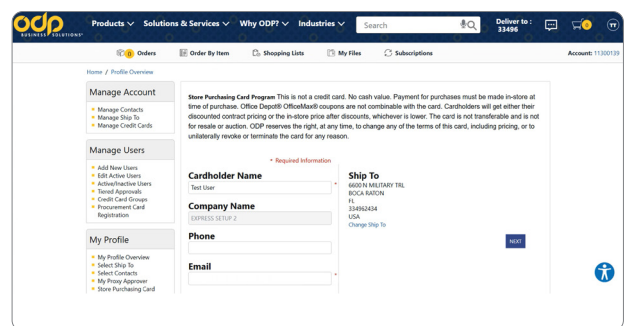 odp
BUSINESS SOLUTIONS
Products Solutions & Services Why ODP? Industries Search Deliver to : 33496 0 TT
0 Orders Order By Item Shopping Lists My Files Subscriptions Account: 11300139
Home / Profile Overview
Manage Account
Manage Contacts
Manage Ship To
Manage Credit Cards
Manage Users
Add New Users
Edit Active Users
Active/Inactive Users
Tiered Approvals
Credit Card Groups
Procurement Card
Registration
My Profile
My Profile Overview
Select Ship To
Select Contacts
My Proxy Approver
Store Purchasing Card
Store Purchasing Card Program This is not a credit card. No cash value. Payment for purchases must be made in-store at
time of purchase. Office Depot® OfficeMax® coupons are not combinable with the card. Cardholders will get either their
discounted contract pricing or the in-store price after discounts, whichever is lower. The card is not transferable and is not
for resale or auction. ODP reserves the right, at any time, to change any of the terms of this card, including pricing, or to
unilaterally revoke or terminate the card for any reason.
* Required Information
Cardholder Name
Test User *
Company Name
EXPRESS SETUP 2
Phone
Email
*
Ship To
6600 N MILITARY TRL
BOCA RATON
FL
334962434
USA
Change Ship To
NEXT